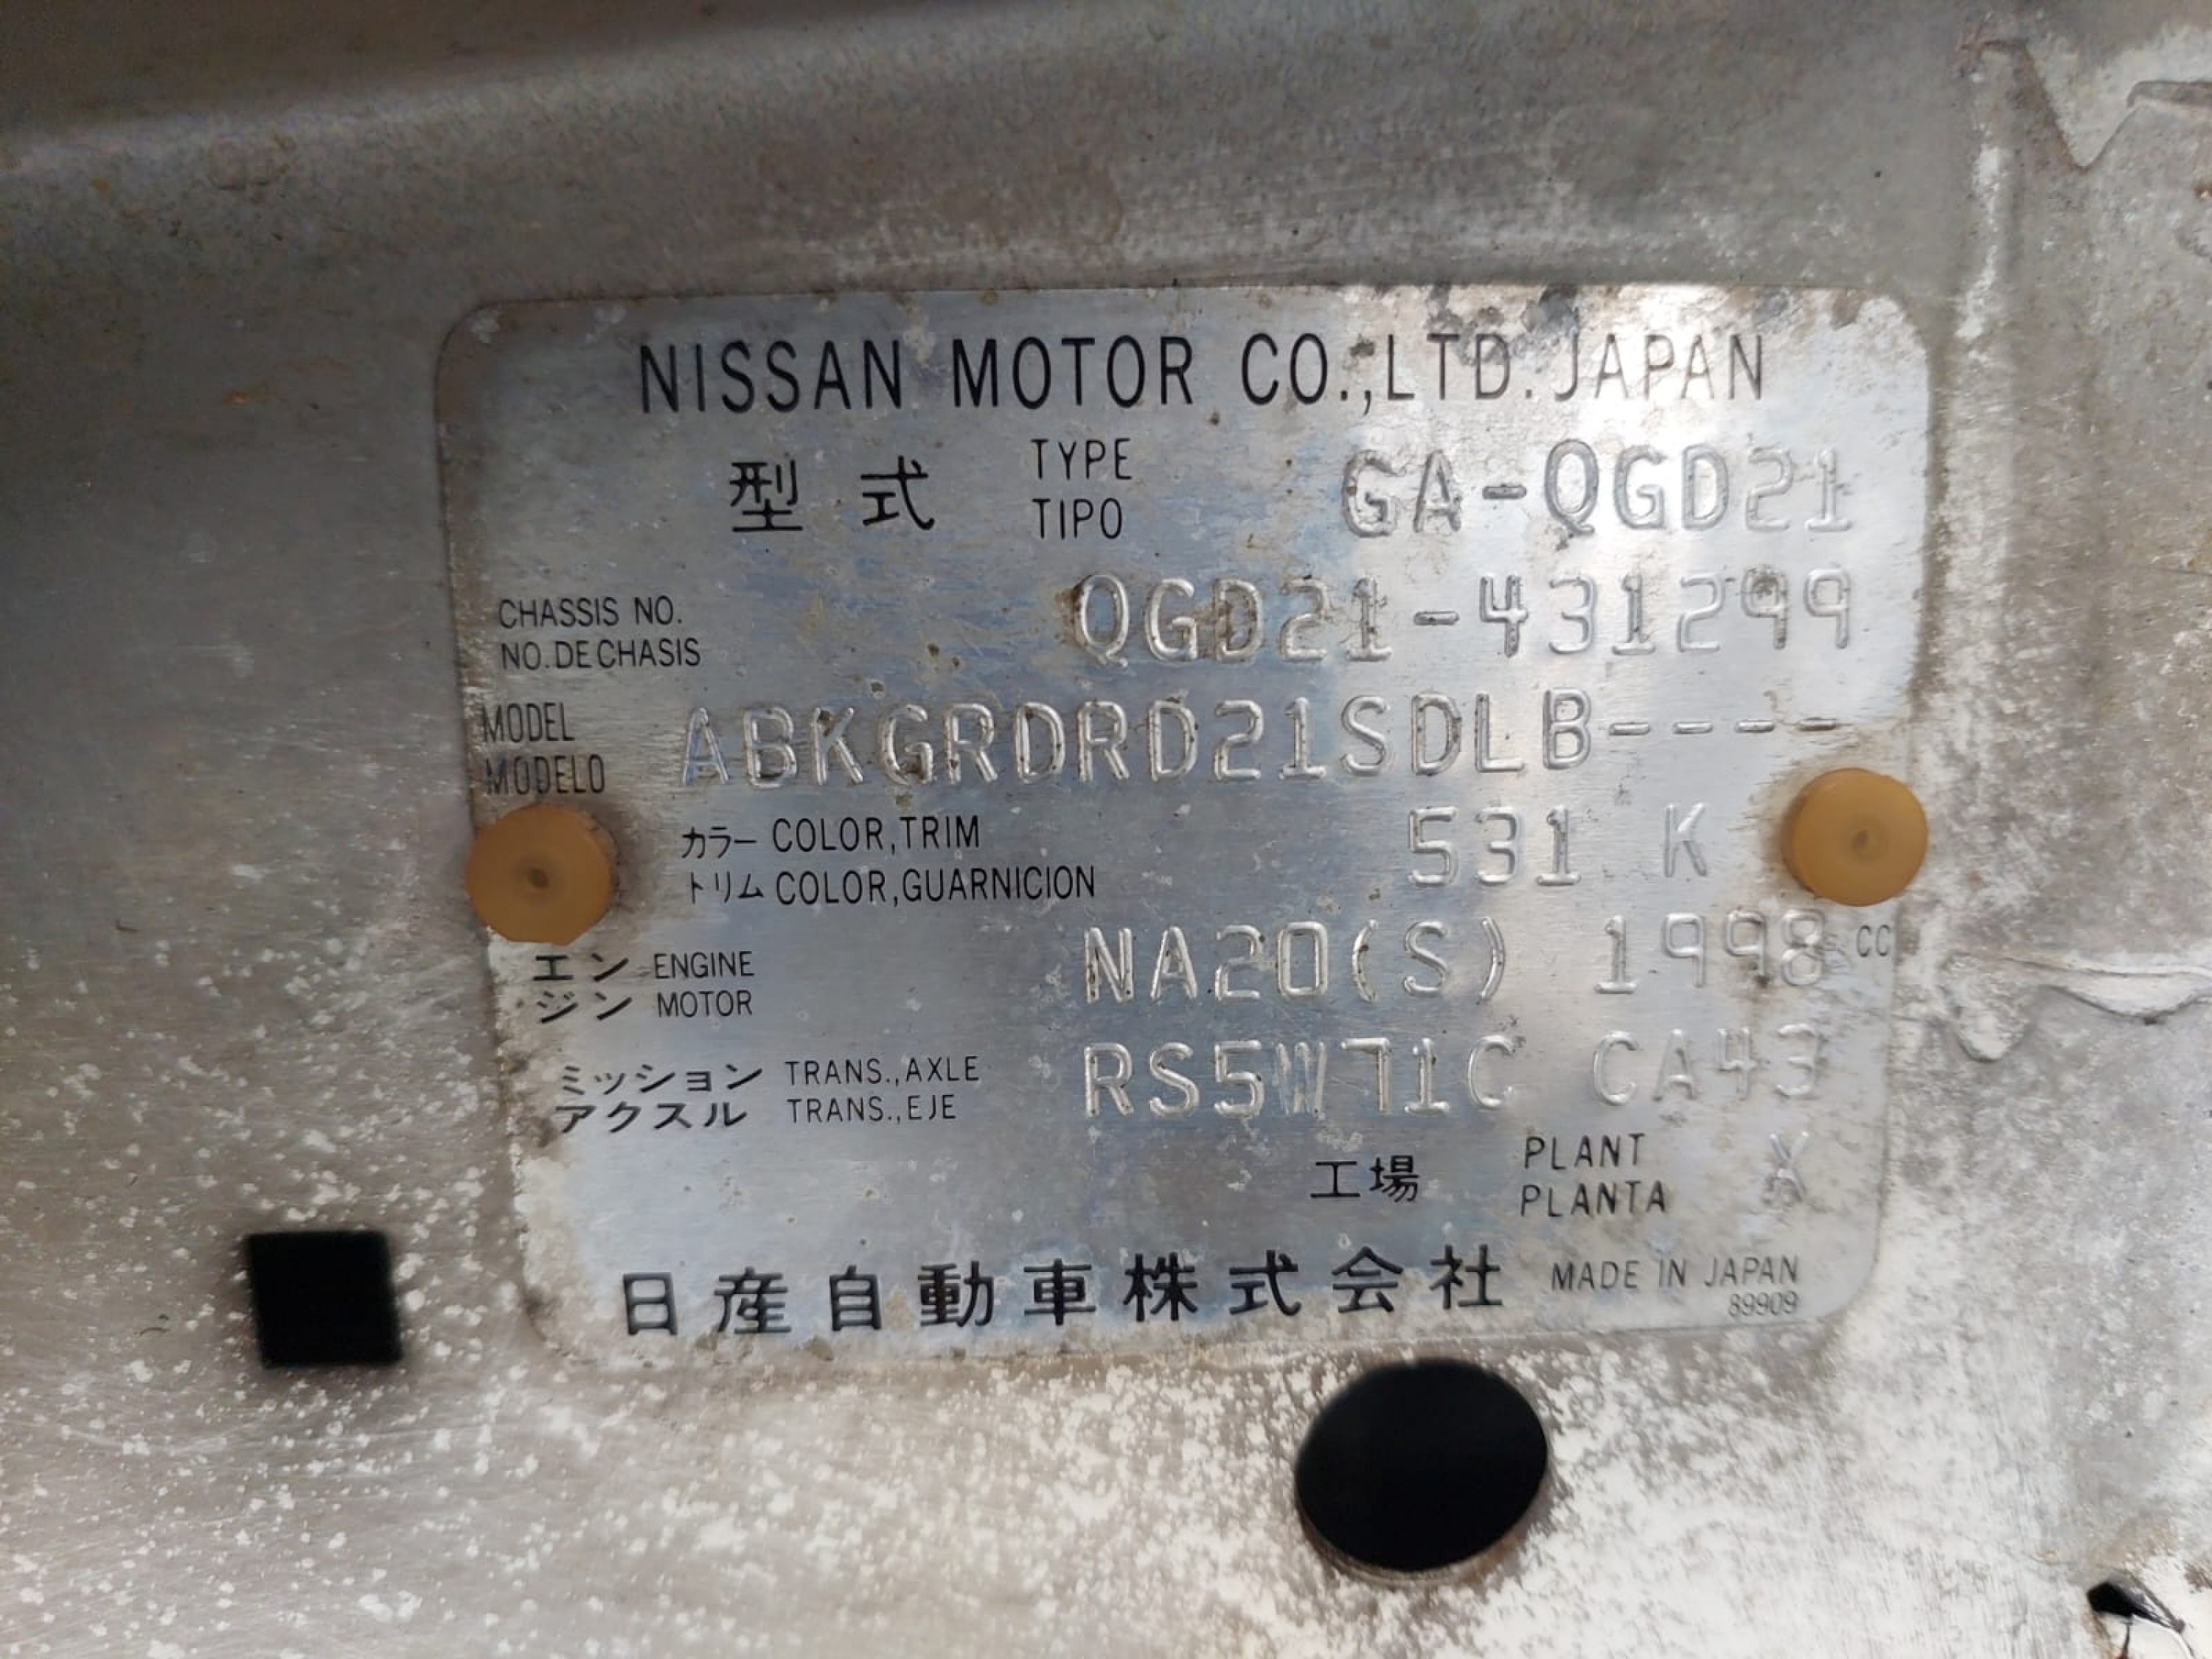 NISSAN MOTOR CO.,LTD.JAPAN
型式 TYPE GA-QGD21
TIPO
CHASSIS NO. QGD21-431299
NO.DE CHASIS
MODEL ABKGRDRD21SDLB----
MODELO
カラー COLOR,TRIM 531 K
トリム COLOR,GUARNICION
エン ENGINE NA20(S) 1998 CC
ジン MOTOR
ミッション TRANS.,AXLE RS5W71C CA43
アクスル TRANS.,EJE
工場 PLANT X
PLANTA
日産自動車株式会社 MADE IN JAPAN
89909